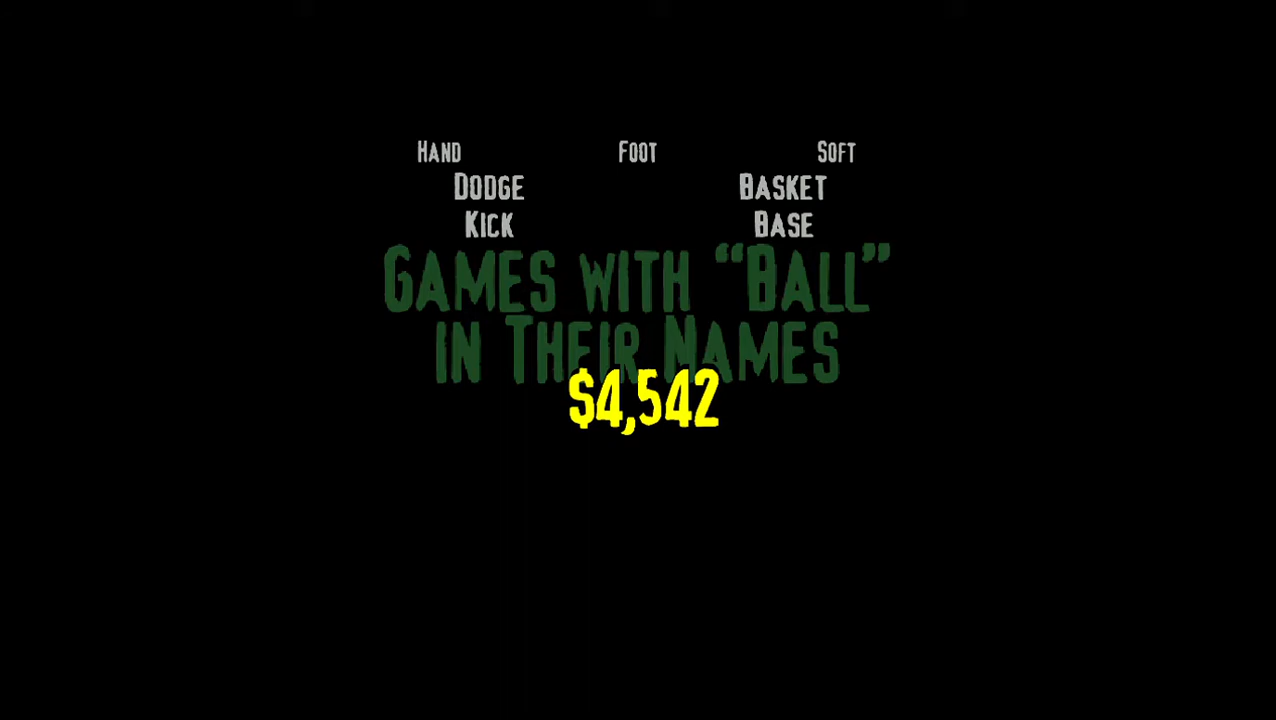 Hand Foot Soft
Dodge Basket
Kick Base
Games with “Ball”
in Their Names
$4,542